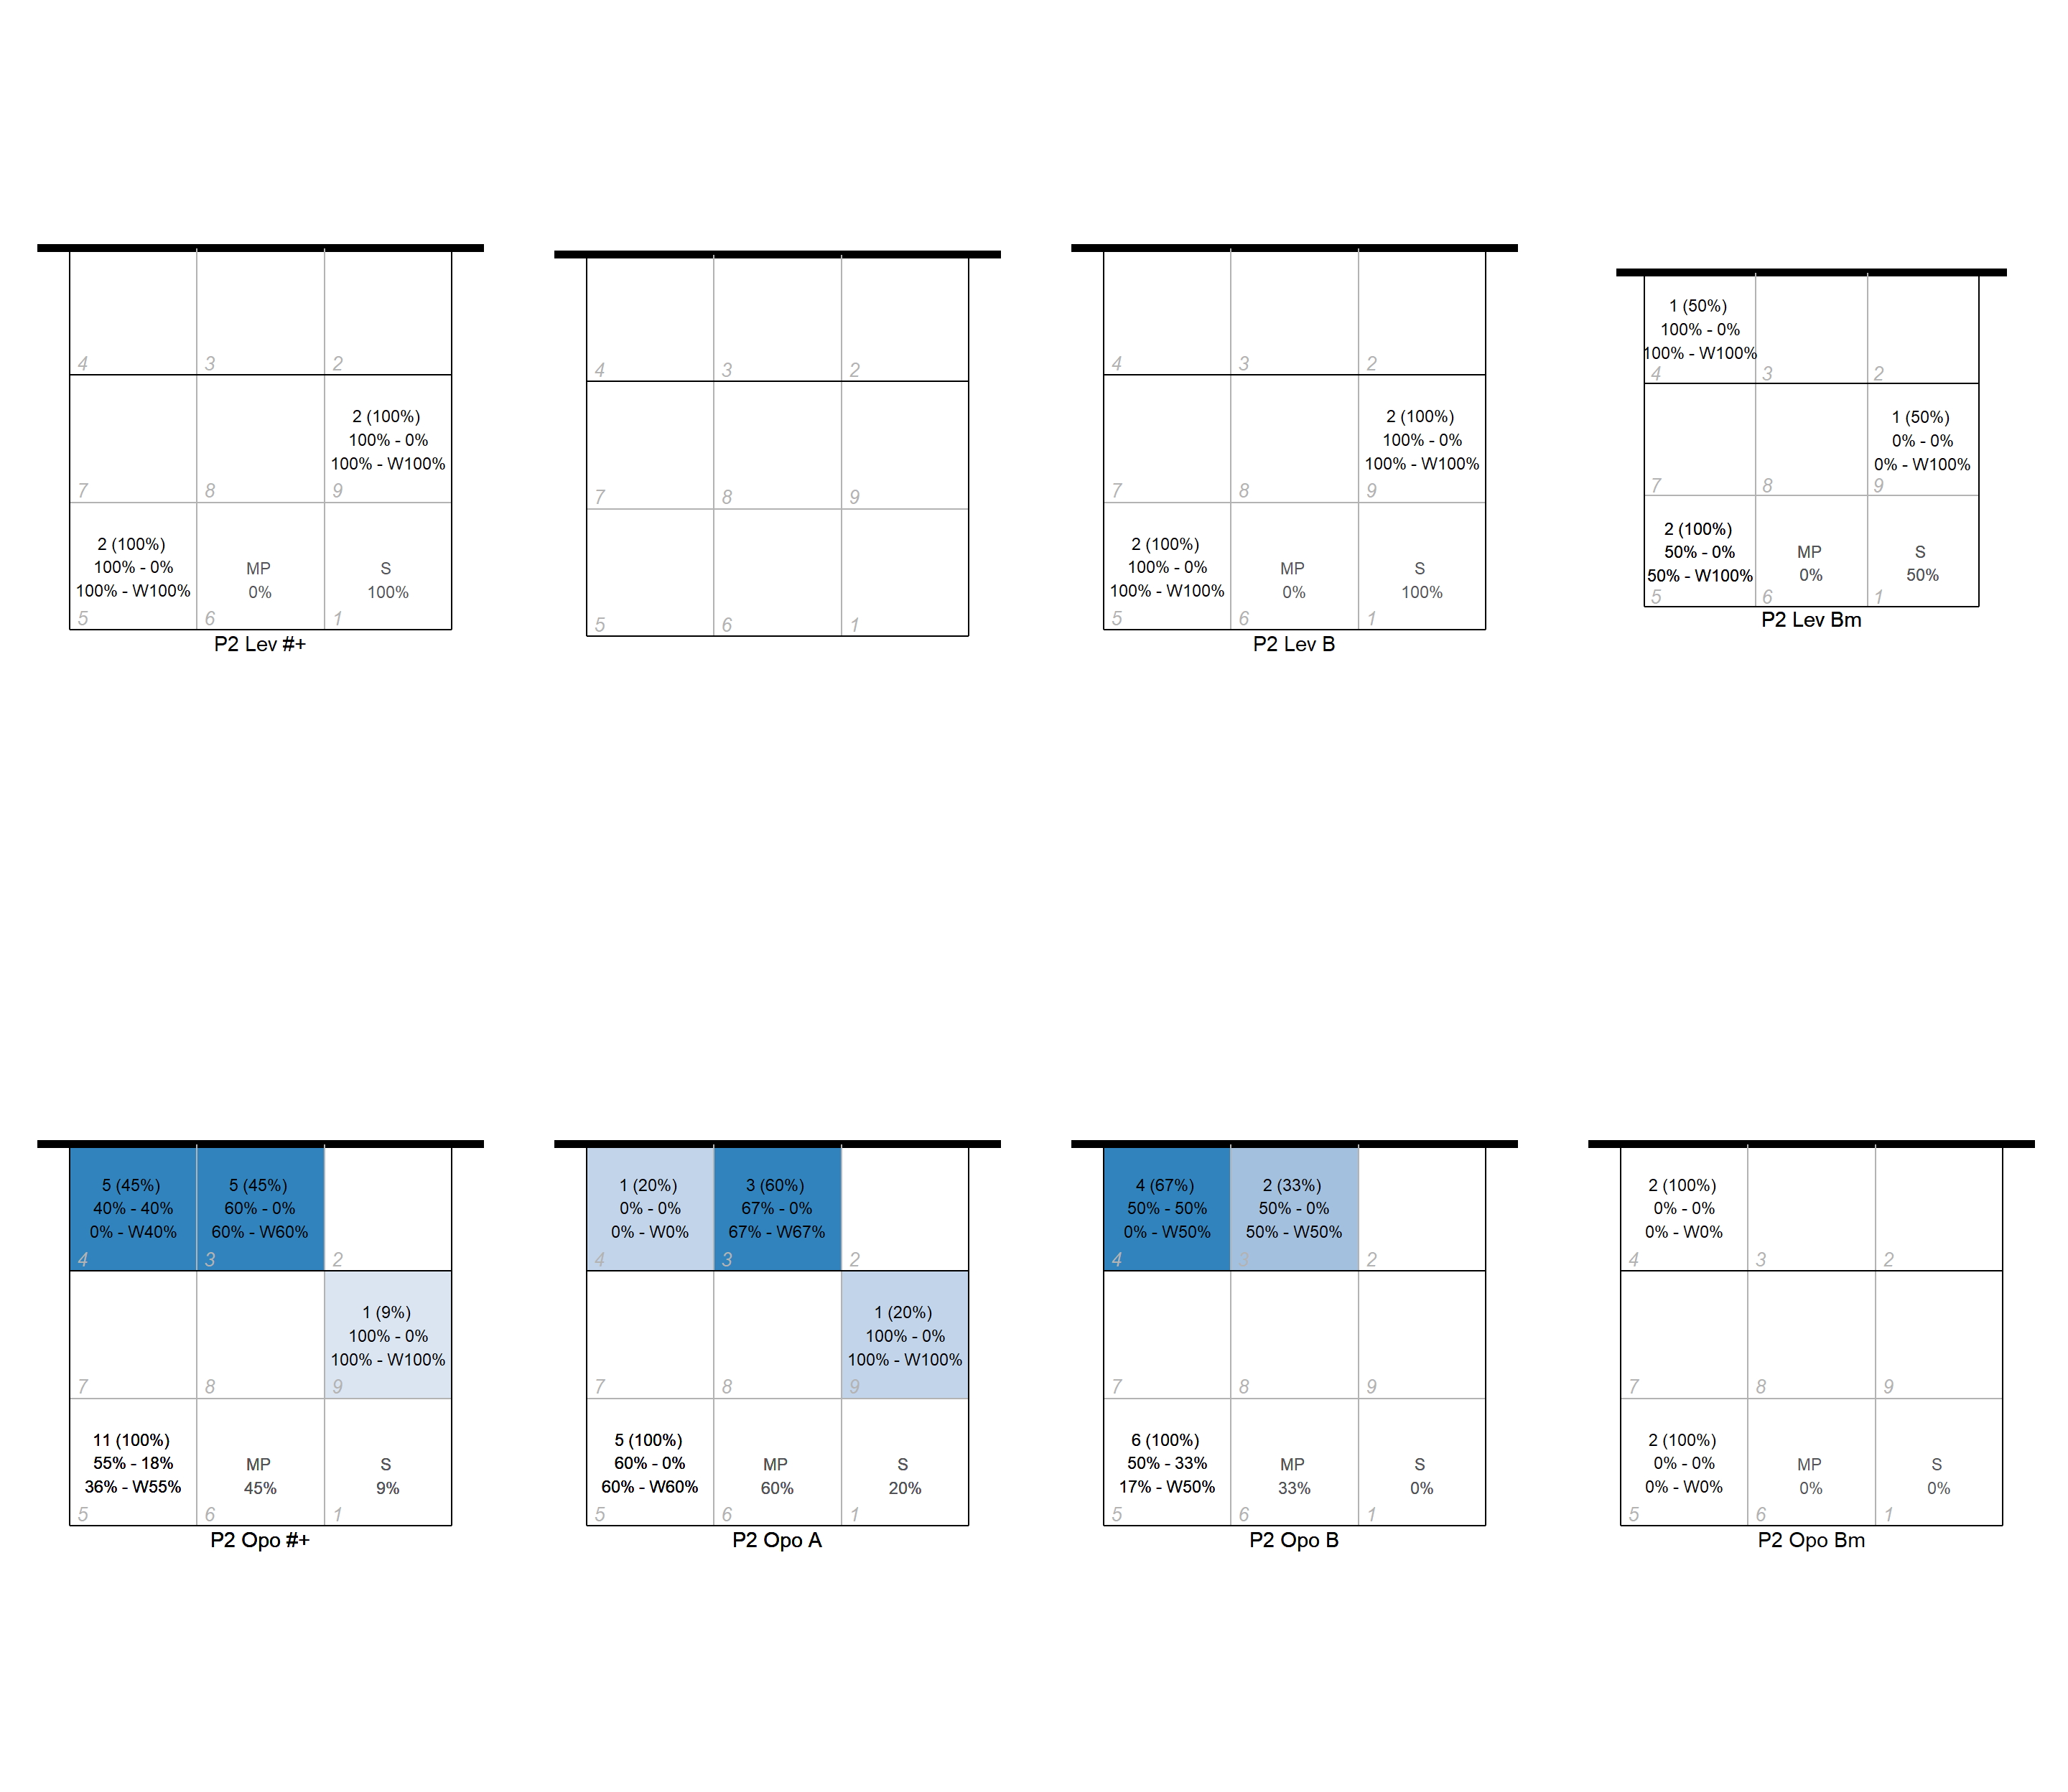 4
3
2
2 (100%)
100% - 0%
100% - W100%
7
8
9
2 (100%)
100% - 0%
100% - W100%
MP
0%
S
100%
5
6
1
P2 Lev #+
4
3
2
7
8
9
5
6
1
4
3
2
2 (100%)
100% - 0%
100% - W100%
7
8
9
2 (100%)
100% - 0%
100% - W100%
MP
0%
S
100%
5
6
1
P2 Lev B
1 (50%)
100% - 0%
100% - W100%
4
3
2
1 (50%)
0% - 0%
0% - W100%
7
8
9
2 (100%)
50% - 0%
50% - W100%
MP
0%
S
50%
5
6
1
P2 Lev Bm
5 (45%)
40% - 40%
0% - W40%
5 (45%)
60% - 0%
60% - W60%
4
3
2
1 (9%)
100% - 0%
100% - W100%
7
8
9
11 (100%)
55% - 18%
36% - W55%
MP
45%
S
9%
5
6
1
P2 Opo #+
1 (20%)
0% - 0%
0% - W0%
3 (60%)
67% - 0%
67% - W67%
4
3
2
1 (20%)
100% - 0%
100% - W100%
7
8
9
5 (100%)
60% - 0%
60% - W60%
MP
60%
S
20%
5
6
1
P2 Opo A
4 (67%)
50% - 50%
0% - W50%
2 (33%)
50% - 0%
50% - W50%
4
3
2
7
8
9
6 (100%)
50% - 33%
17% - W50%
MP
33%
S
0%
5
6
1
P2 Opo B
2 (100%)
0% - 0%
0% - W0%
4
3
2
7
8
9
2 (100%)
0% - 0%
0% - W0%
MP
0%
S
0%
5
6
1
P2 Opo Bm